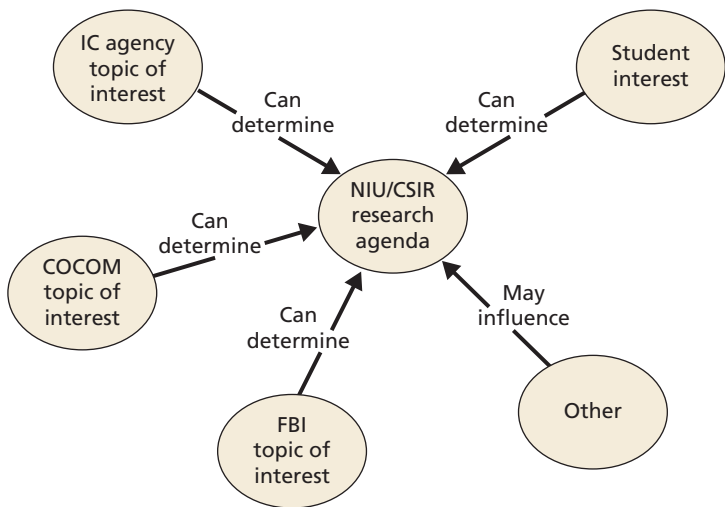 IC agency
topic of
interest
Student
interest
Can
determine
Can
determine
NIU/CSIR
research
agenda
Can
determine
COCOM
topic of
interest
May
influence
Can
determine
Other
FBI
topic of
interest